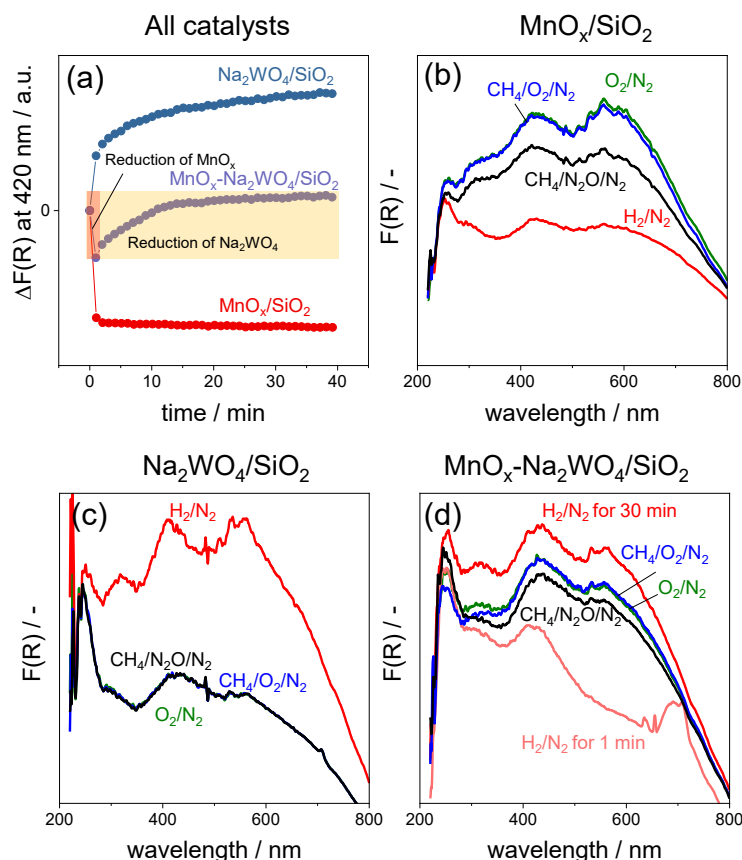 All catalysts
(a)
Na₂WO₄/SiO₂
Reduction of MnOₓ
MnOₓ-Na₂WO₄/SiO₂
Reduction of Na₂WO₄
MnOₓ/SiO₂
ΔF(R) at 420 nm / a.u.
0
0 10 20 30 40
time / min
MnOₓ/SiO₂
(b)
O₂/N₂
CH₄/O₂/N₂
CH₄/N₂O/N₂
H₂/N₂
F(R) / -
200 400 600 800
wavelength / nm
Na₂WO₄/SiO₂
(c)
H₂/N₂
CH₄/N₂O/N₂
CH₄/O₂/N₂
O₂/N₂
F(R) / -
200 400 600 800
wavelength / nm
MnOₓ-Na₂WO₄/SiO₂
(d)
H₂/N₂ for 30 min
CH₄/O₂/N₂
O₂/N₂
CH₄/N₂O/N₂
H₂/N₂ for 1 min
F(R) / -
200 400 600 800
wavelength / nm